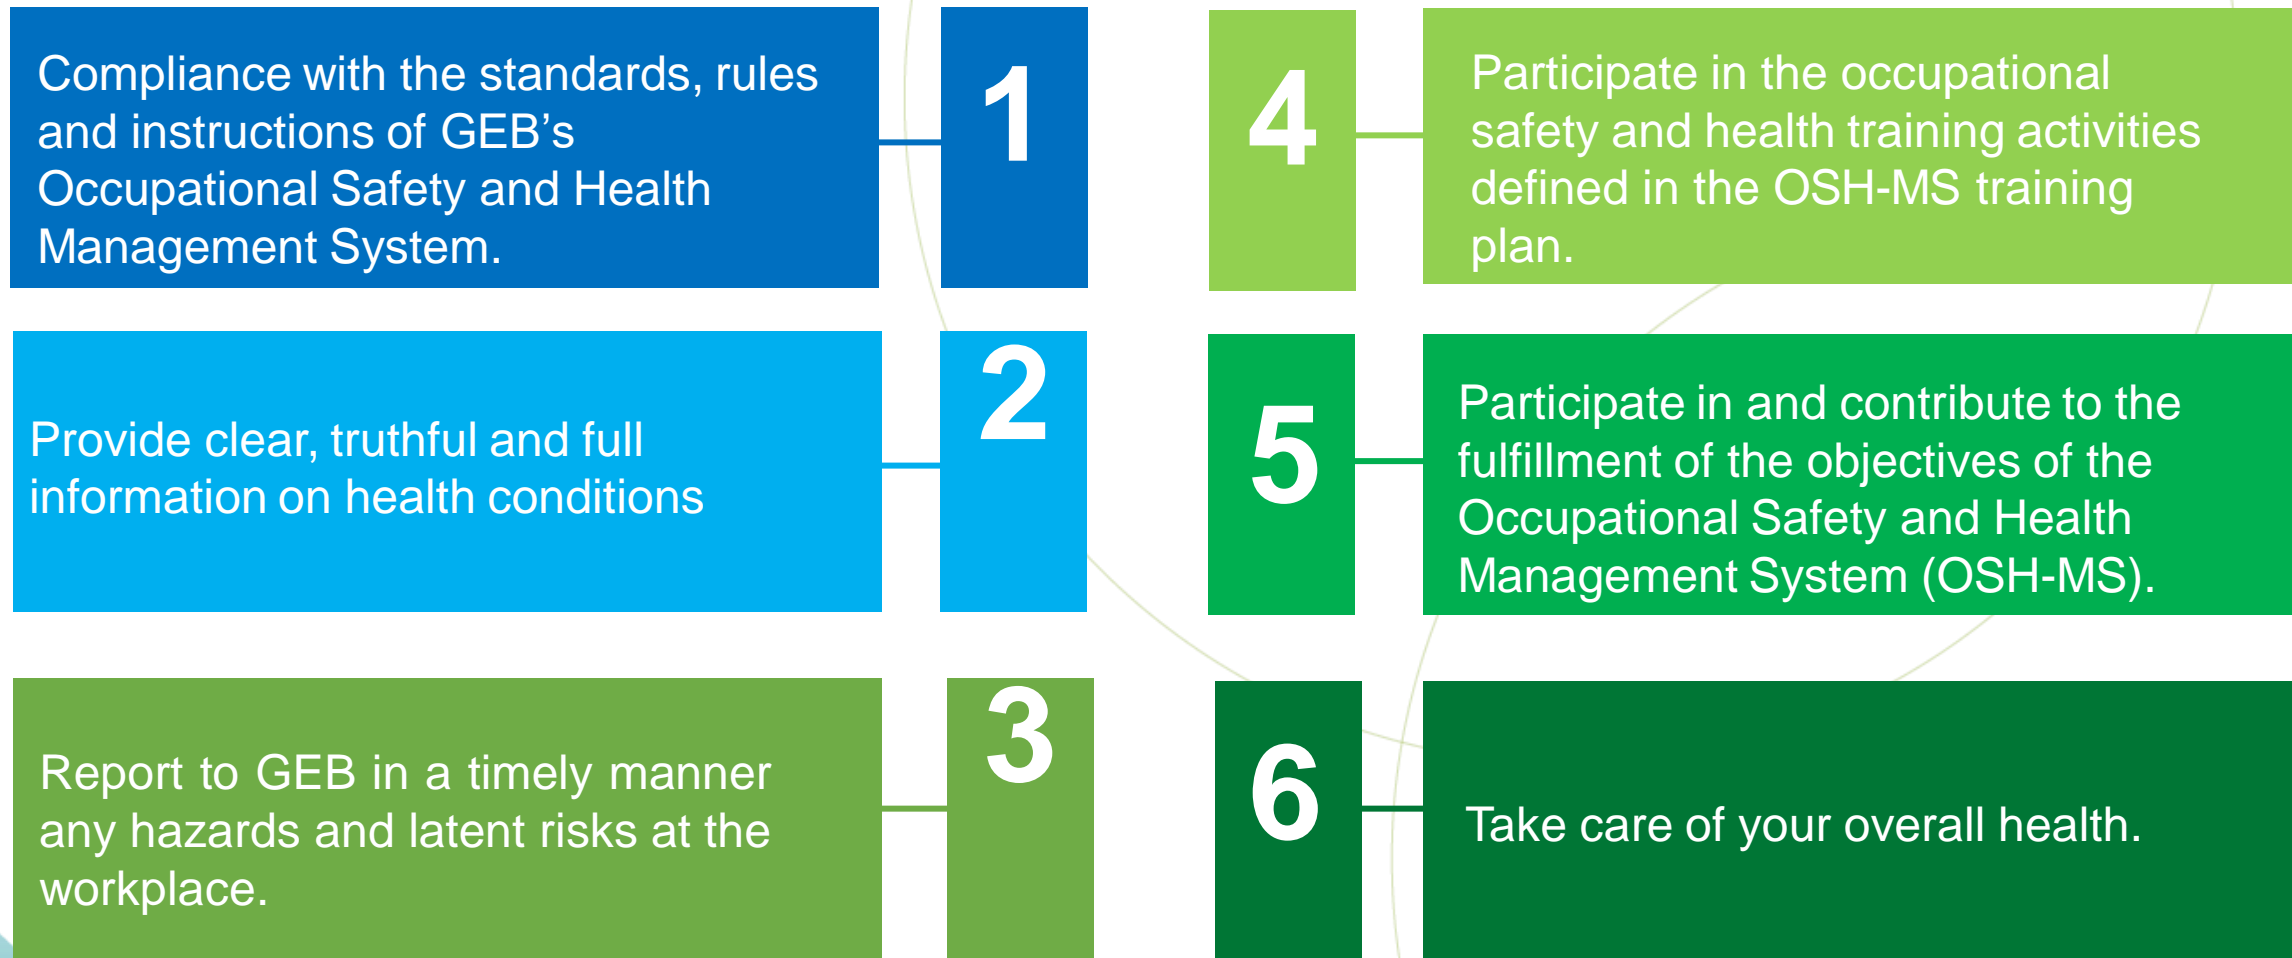 Compliance with the standards, rules
and instructions of GEB’s
Occupational Safety and Health
Management System.
1
Provide clear, truthful and full
information on health conditions
2
Report to GEB in a timely manner
any hazards and latent risks at the
workplace.
3
4
Participate in the occupational
safety and health training activities
defined in the OSH-MS training
plan.
5
Participate in and contribute to the
fulfillment of the objectives of the
Occupational Safety and Health
Management System (OSH-MS).
6
Take care of your overall health.